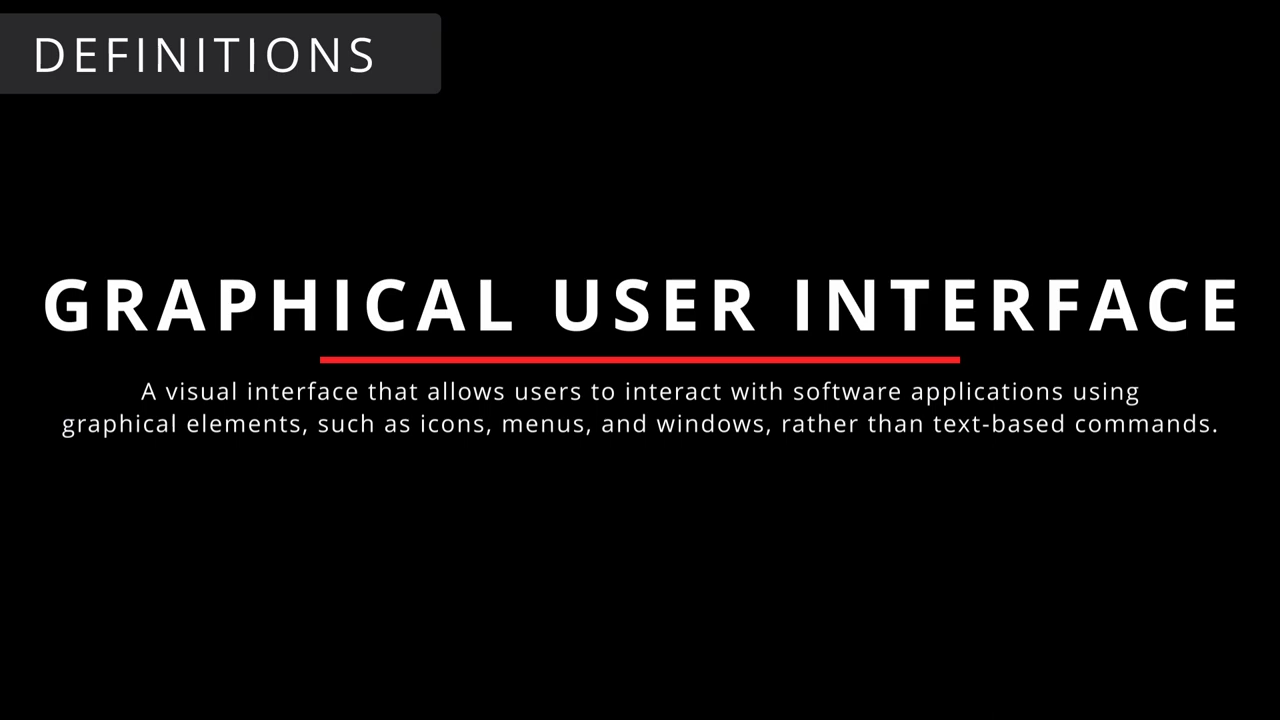 DEFINITIONS
GRAPHICAL USER INTERFACE
A visual interface that allows users to interact with software applications using
graphical elements, such as icons, menus, and windows, rather than text-based commands.